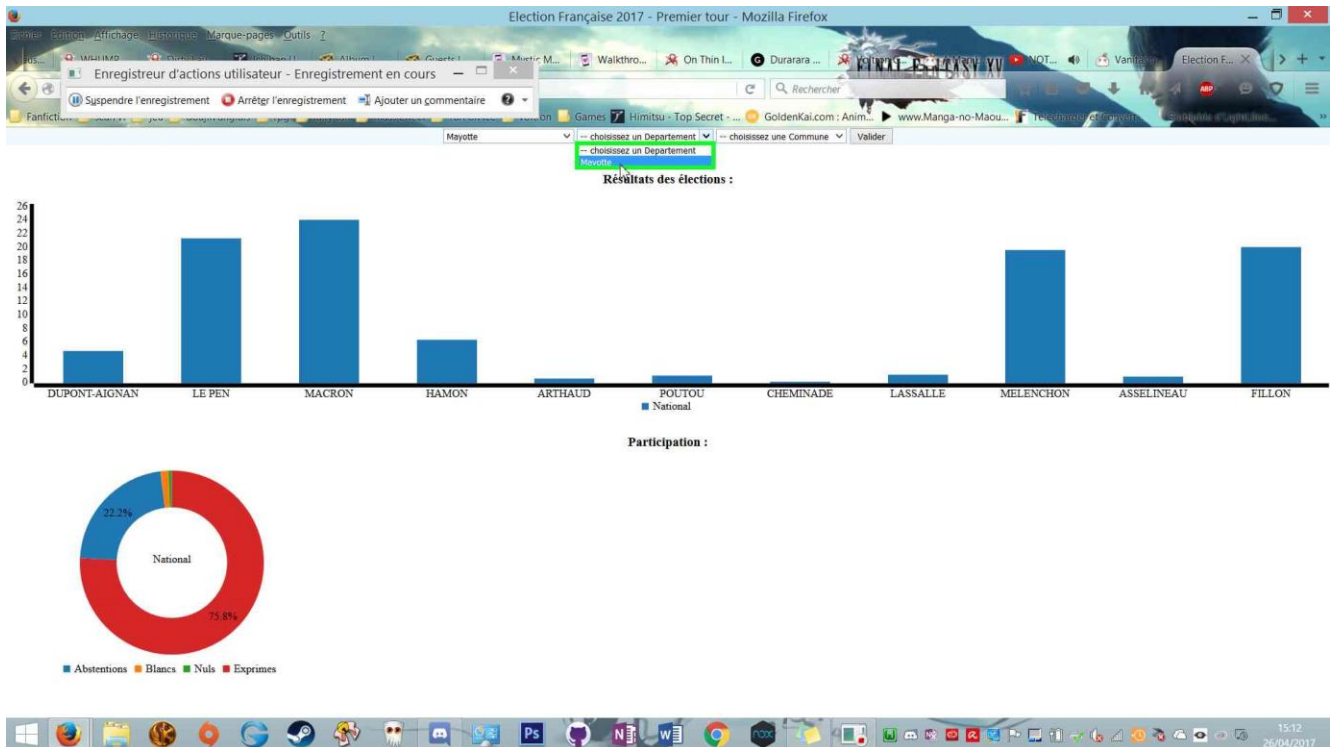 Election Française 2017 - Premier tour - Mozilla Firefox
Édition Affichage Historique Marque-pages Outils ?
Walkthro... On Thin I... Durarara ... NOT... Election F...
Enregistreur d'actions utilisateur - Enregistrement en cours
Suspendre l'enregistrement Arrêter l'enregistrement Ajouter un commentaire
Rechercher
ABP
FINAL FANTASY XV
Games Himitsu - Top Secret - ... GoldenKai.com : Anim... www.Manga-no-Maou...
Mayotte -- choisissez un Departement -- choisissez une Commune Valider
-- choisissez un Departement
Mayotte
Résultats des élections :
26
24
22
20
18
16
14
12
10
8
6
4
2
0
DUPONT-AIGNAN LE PEN MACRON HAMON ARTHAUD POUTOU CHEMINADE LASSALLE MELENCHON ASSELINEAU FILLON
National
Participation :
22.2%
National
75.8%
Abstentions Blancs Nuls Exprimes
15:12
26/04/2017